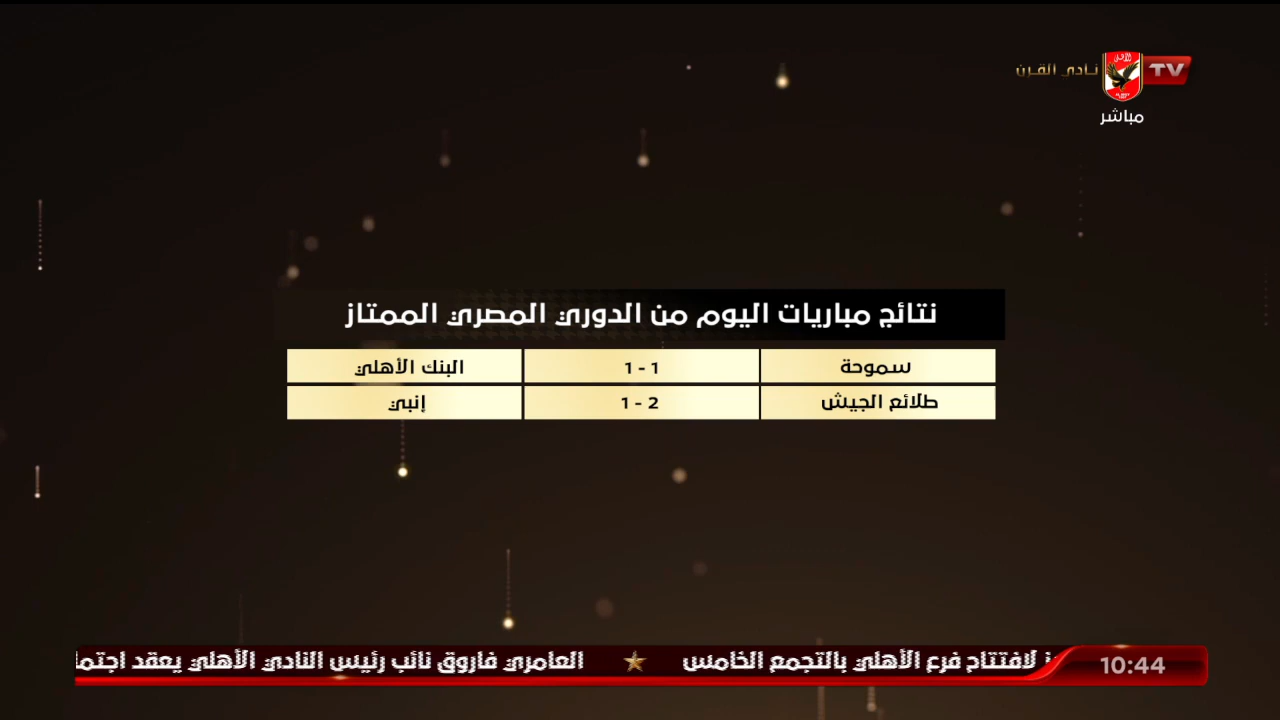 نادي القرن TV
مباشر
نتائج مباريات اليوم من الدوري المصري الممتاز
سموحة 1 - 1 البنك الأهلي
طلائع الجيش 2 - 1 إنبي
10:44 لافتتاح فرع الأهلي بالتجمع الخامس العامري فاروق نائب رئيس النادي الأهلي يعقد